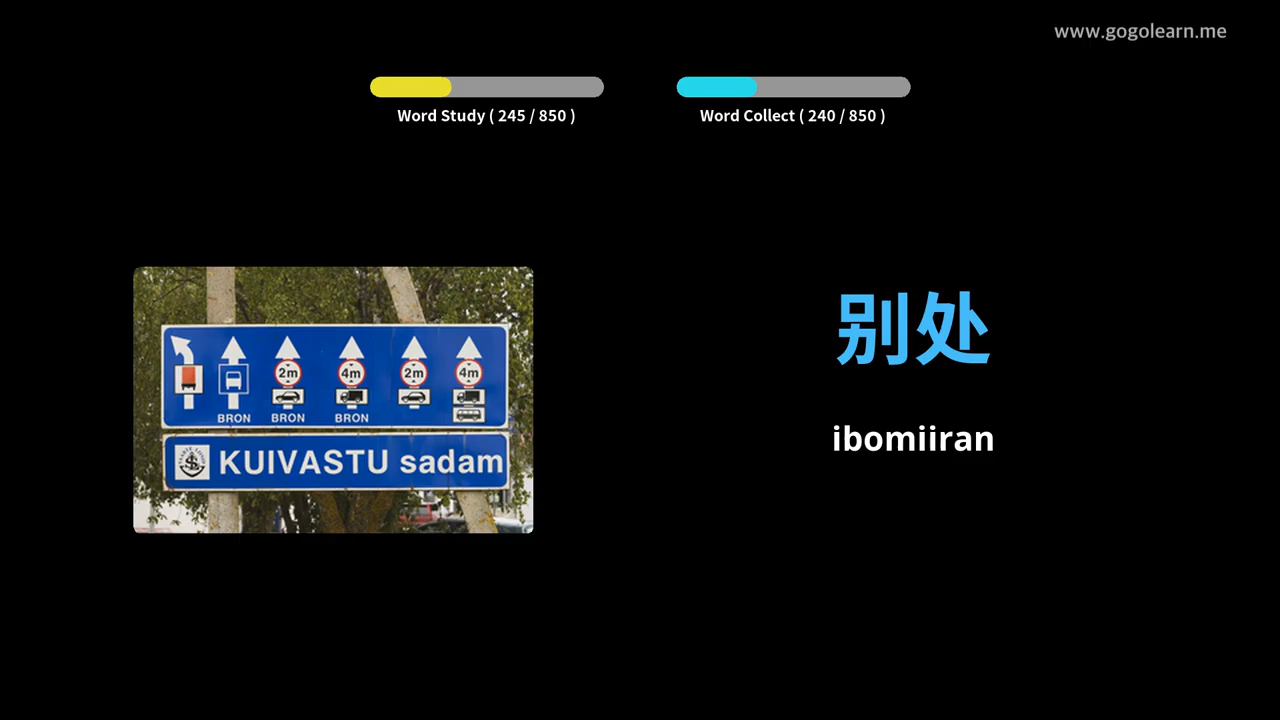 www.gogolearn.me
Word Study ( 245 / 850 )
Word Collect ( 240 / 850 )
2m 4m 2m 4m
BRON BRON BRON
KUIVASTU sadam
别处
ibomiiran